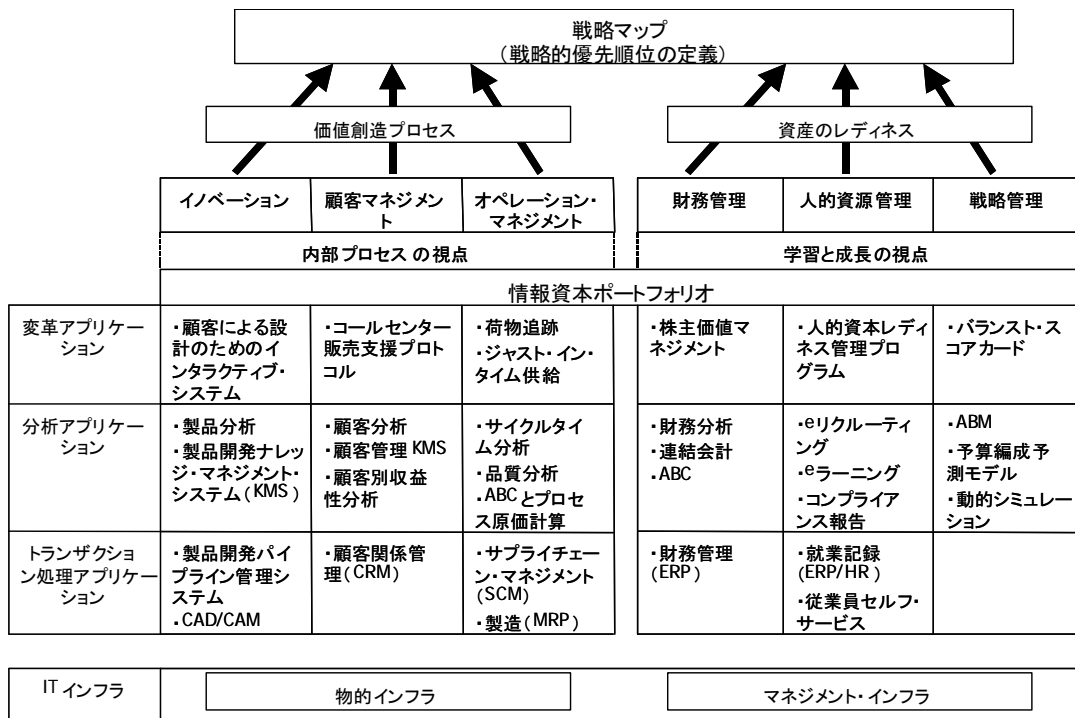 戦略マップ
(戦略的優先順位の定義)
価値創造プロセス
資産のレディネス
イノベーション
顧客マネジメン
ト
オペレーション・
マネジメント
財務管理
人的資源管理
戦略管理
内部プロセスの視点
学習と成長の視点
情報資本ポートフォリオ
変革アプリケー
ション
・顧客による設
計のためのイ
ンタラクティブ・
システム
・コールセンター
販売支援プロト
コル
・荷物追跡
・ジャスト・イン・
タイム供給
・株主価値マ
ネジメント
・人的資本レディ
ネス管理プロ
グラム
・バランスト・ス
コアカード
分析アプリケー
ション
・製品分析
・製品開発ナレッ
ジ・マネジメント・
システム(KMS)
・顧客分析
・顧客管理 KMS
・顧客別収益
性分析
・サイクルタイ
ム分析
・品質分析
・ABCとプロセ
ス原価計算
・財務分析
・連結会計
・ABC
・eリクルーティ
ング
・eラーニング
・コンプライア
ンス報告
・ABM
・予算編成予
測モデル
・動的シミュレー
ション
トランザクショ
ン処理アプリケー
ション
・製品開発パイ
プライン管理シ
ステム
・CAD/CAM
・顧客関係管
理(CRM)
・サプライチェー
ン・マネジメント
(SCM)
・製造(MRP)
・財務管理
(ERP)
・就業記録
(ERP/HR)
・従業員セルフ・
サービス
IT インフラ
物的インフラ
マネジメント・インフラ